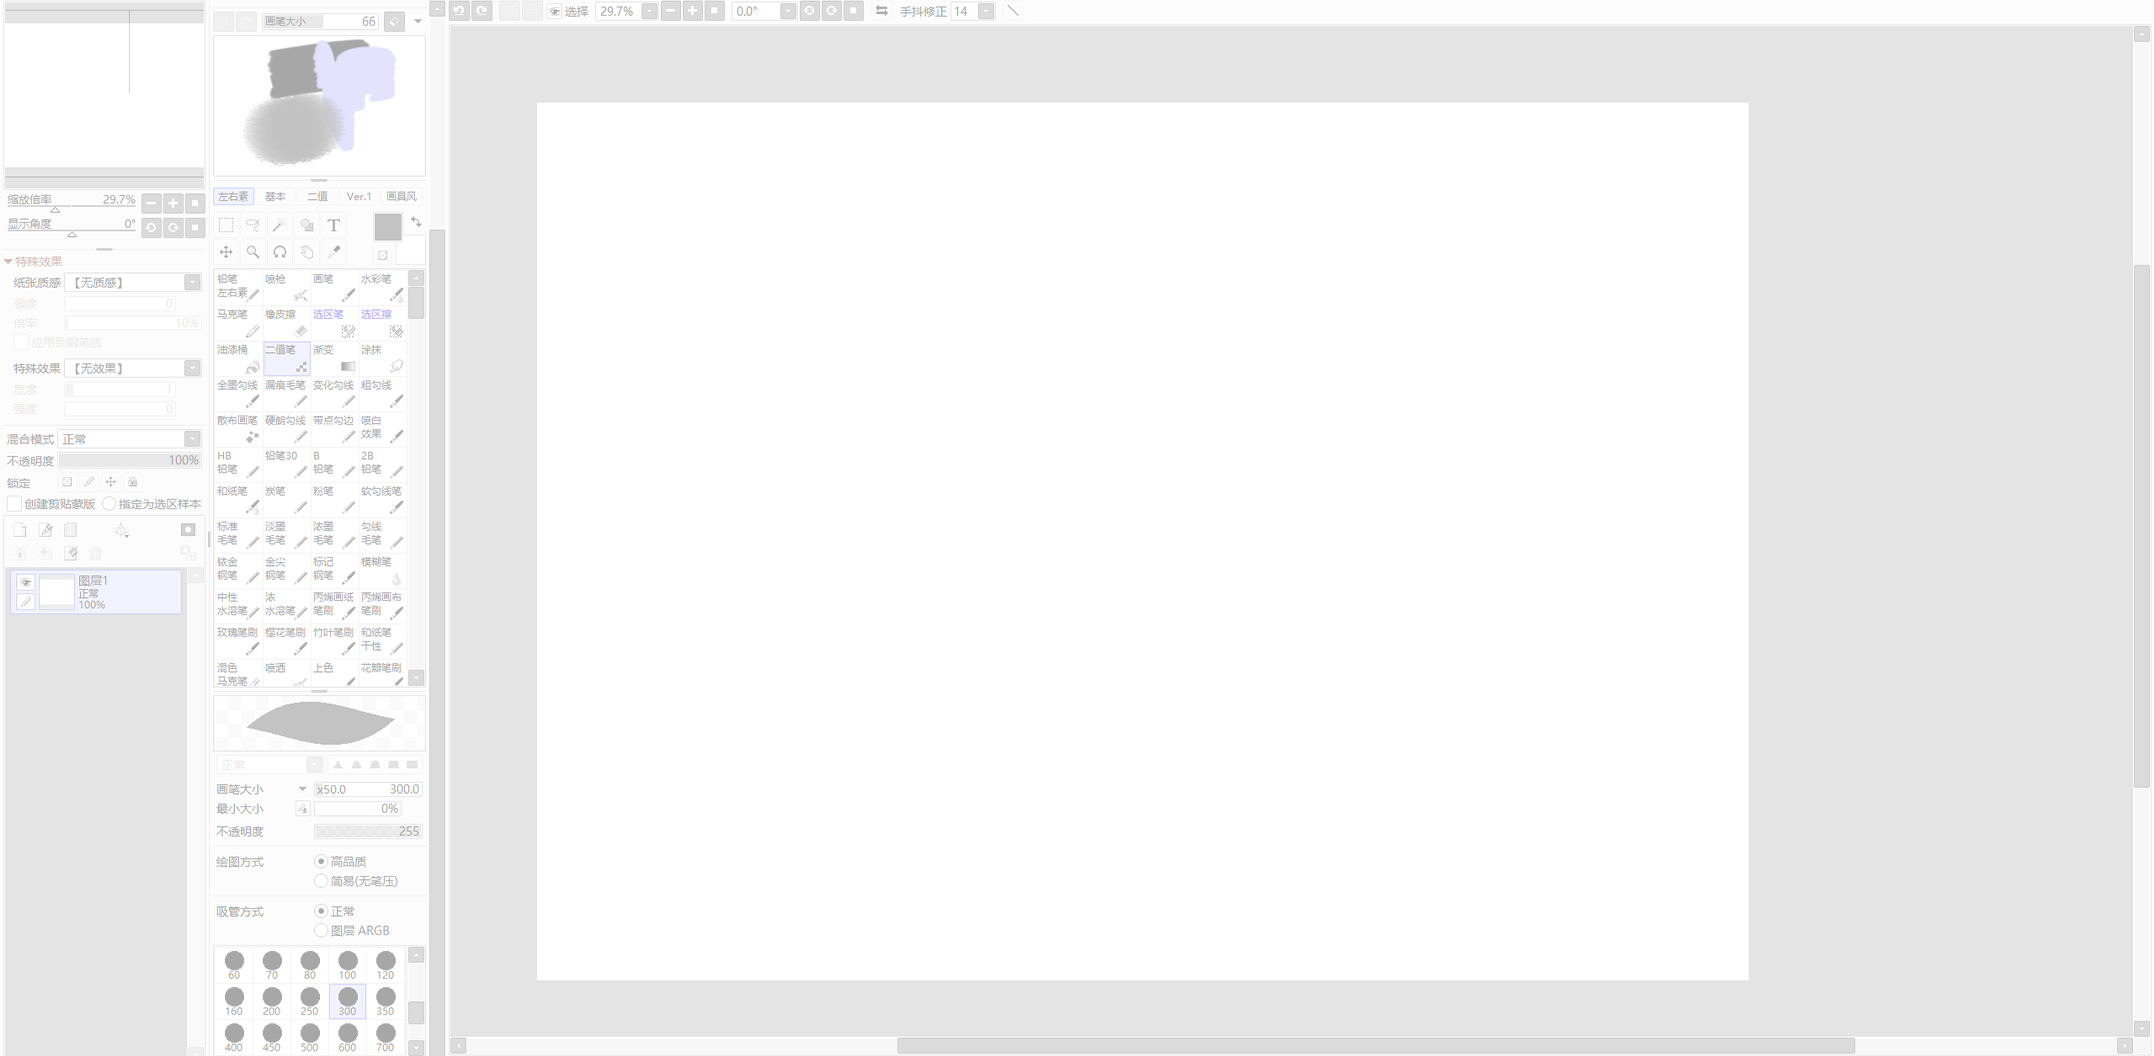 画笔大小 66
选择 29.7% 0.0° 手抖修正 14
缩放倍率 29.7%
显示角度 0°
特殊效果
纸张质感 【无质感】
强度 0
倍率 10%
应用到钢笔线
特殊效果 【无效果】
宽度 1
强度 0
混合模式 正常
不透明度 100%
锁定
创建剪贴蒙版 指定为选区样本
图层1
正常
100%
左右素 基本 二值 Ver.1 画具风
T
铅笔 左右素 喷枪 画笔 水彩笔
马克笔 橡皮擦 选区笔 选区擦
油漆桶 二值笔 渐变 涂抹
全墨勾线 漏痕毛笔 变化勾线 粗勾线
散布画笔 硬朗勾线 带点勾边 喷白 效果
HB 铅笔 铅笔30 B 铅笔 2B 铅笔
和纸笔 炭笔 粉笔 软勾线笔
标准 毛笔 淡墨 毛笔 浓墨 毛笔 勾线 毛笔
铱金 钢笔 金尖 钢笔 标记 钢笔 模糊笔
中性 水溶笔 浓 水溶笔 丙烯画纸 笔刷 丙烯画布 笔刷
玫瑰笔刷 樱花笔刷 竹叶笔刷 和纸笔 干性
混色 马克笔 喷洒 上色 花瓣笔刷
正常
画笔大小 x50.0 300.0
最小大小 0%
不透明度 255
绘图方式 高品质
简易(无笔压)
吸管方式 正常
图层 ARGB
60 70 80 100 120
160 200 250 300 350
400 450 500 600 700